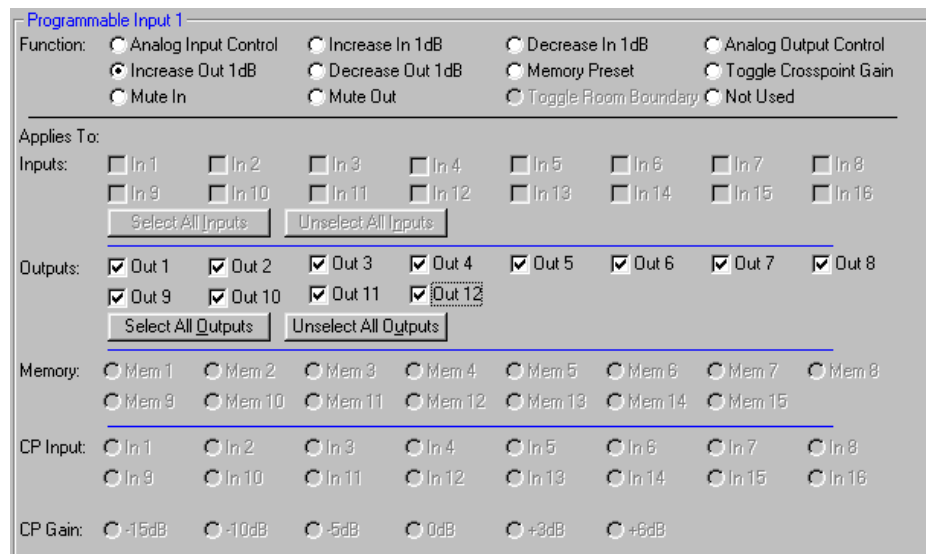 Programmable Input 1
Function: Analog Input Control Increase In 1dB Decrease In 1dB Analog Output Control
Increase Out 1dB Decrease Out 1dB Memory Preset Toggle Crosspoint Gain
Mute In Mute Out Toggle Room Boundary Not Used
Applies To:
Inputs: In 1 In 2 In 3 In 4 In 5 In 6 In 7 In 8
In 9 In 10 In 11 In 12 In 13 In 14 In 15 In 16
Select All Inputs Unselect All Inputs
Outputs: Out 1 Out 2 Out 3 Out 4 Out 5 Out 6 Out 7 Out 8
Out 9 Out 10 Out 11 Out 12
Select All Outputs Unselect All Outputs
Memory: Mem 1 Mem 2 Mem 3 Mem 4 Mem 5 Mem 6 Mem 7 Mem 8
Mem 9 Mem 10 Mem 11 Mem 12 Mem 13 Mem 14 Mem 15
CP Input: In 1 In 2 In 3 In 4 In 5 In 6 In 7 In 8
In 9 In 10 In 11 In 12 In 13 In 14 In 15 In 16
CP Gain: -15dB -10dB -5dB 0dB +3dB +6dB